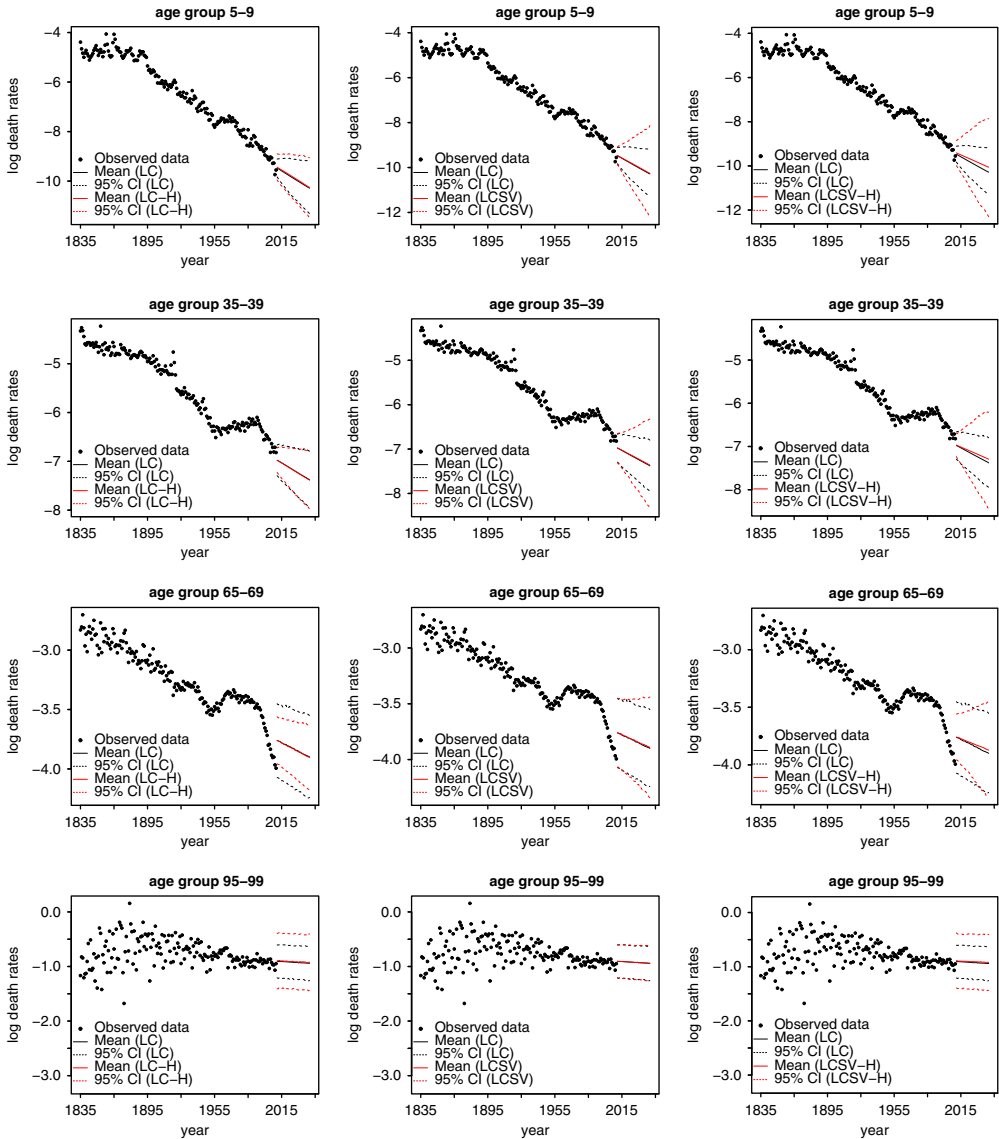 age group 5–9
log death rates
−4
−6
−8
−10
Observed data
Mean (LC)
95% CI (LC)
Mean (LC−H)
95% CI (LC−H)
1835 1895 1955 2015
year
age group 5–9
log death rates
−4
−6
−8
−10
−12
Observed data
Mean (LC)
95% CI (LC)
Mean (LCSV)
95% CI (LCSV)
1835 1895 1955 2015
year
age group 5–9
log death rates
−4
−6
−8
−10
−12
Observed data
Mean (LC)
95% CI (LC)
Mean (LCSV−H)
95% CI (LCSV−H)
1835 1895 1955 2015
year
age group 35–39
log death rates
−5
−6
−7
−8
Observed data
Mean (LC)
95% CI (LC)
Mean (LC−H)
95% CI (LC−H)
1835 1895 1955 2015
year
age group 35–39
log death rates
−5
−6
−7
−8
Observed data
Mean (LC)
95% CI (LC)
Mean (LCSV)
95% CI (LCSV)
1835 1895 1955 2015
year
age group 35–39
log death rates
−5
−6
−7
−8
Observed data
Mean (LC)
95% CI (LC)
Mean (LCSV−H)
95% CI (LCSV−H)
1835 1895 1955 2015
year
age group 65–69
log death rates
−3.0
−3.5
−4.0
Observed data
Mean (LC)
95% CI (LC)
Mean (LC−H)
95% CI (LC−H)
1835 1895 1955 2015
year
age group 65–69
log death rates
−3.0
−3.5
−4.0
Observed data
Mean (LC)
95% CI (LC)
Mean (LCSV)
95% CI (LCSV)
1835 1895 1955 2015
year
age group 65–69
log death rates
−3.0
−3.5
−4.0
Observed data
Mean (LC)
95% CI (LC)
Mean (LCSV−H)
95% CI (LCSV−H)
1835 1895 1955 2015
year
age group 95–99
log death rates
0.0
−1.0
−2.0
−3.0
Observed data
Mean (LC)
95% CI (LC)
Mean (LC−H)
95% CI (LC−H)
1835 1895 1955 2015
year
age group 95–99
log death rates
0.0
−1.0
−2.0
−3.0
Observed data
Mean (LC)
95% CI (LC)
Mean (LCSV)
95% CI (LCSV)
1835 1895 1955 2015
year
age group 95–99
log death rates
0.0
−1.0
−2.0
−3.0
Observed data
Mean (LC)
95% CI (LC)
Mean (LCSV−H)
95% CI (LCSV−H)
1835 1895 1955 2015
year